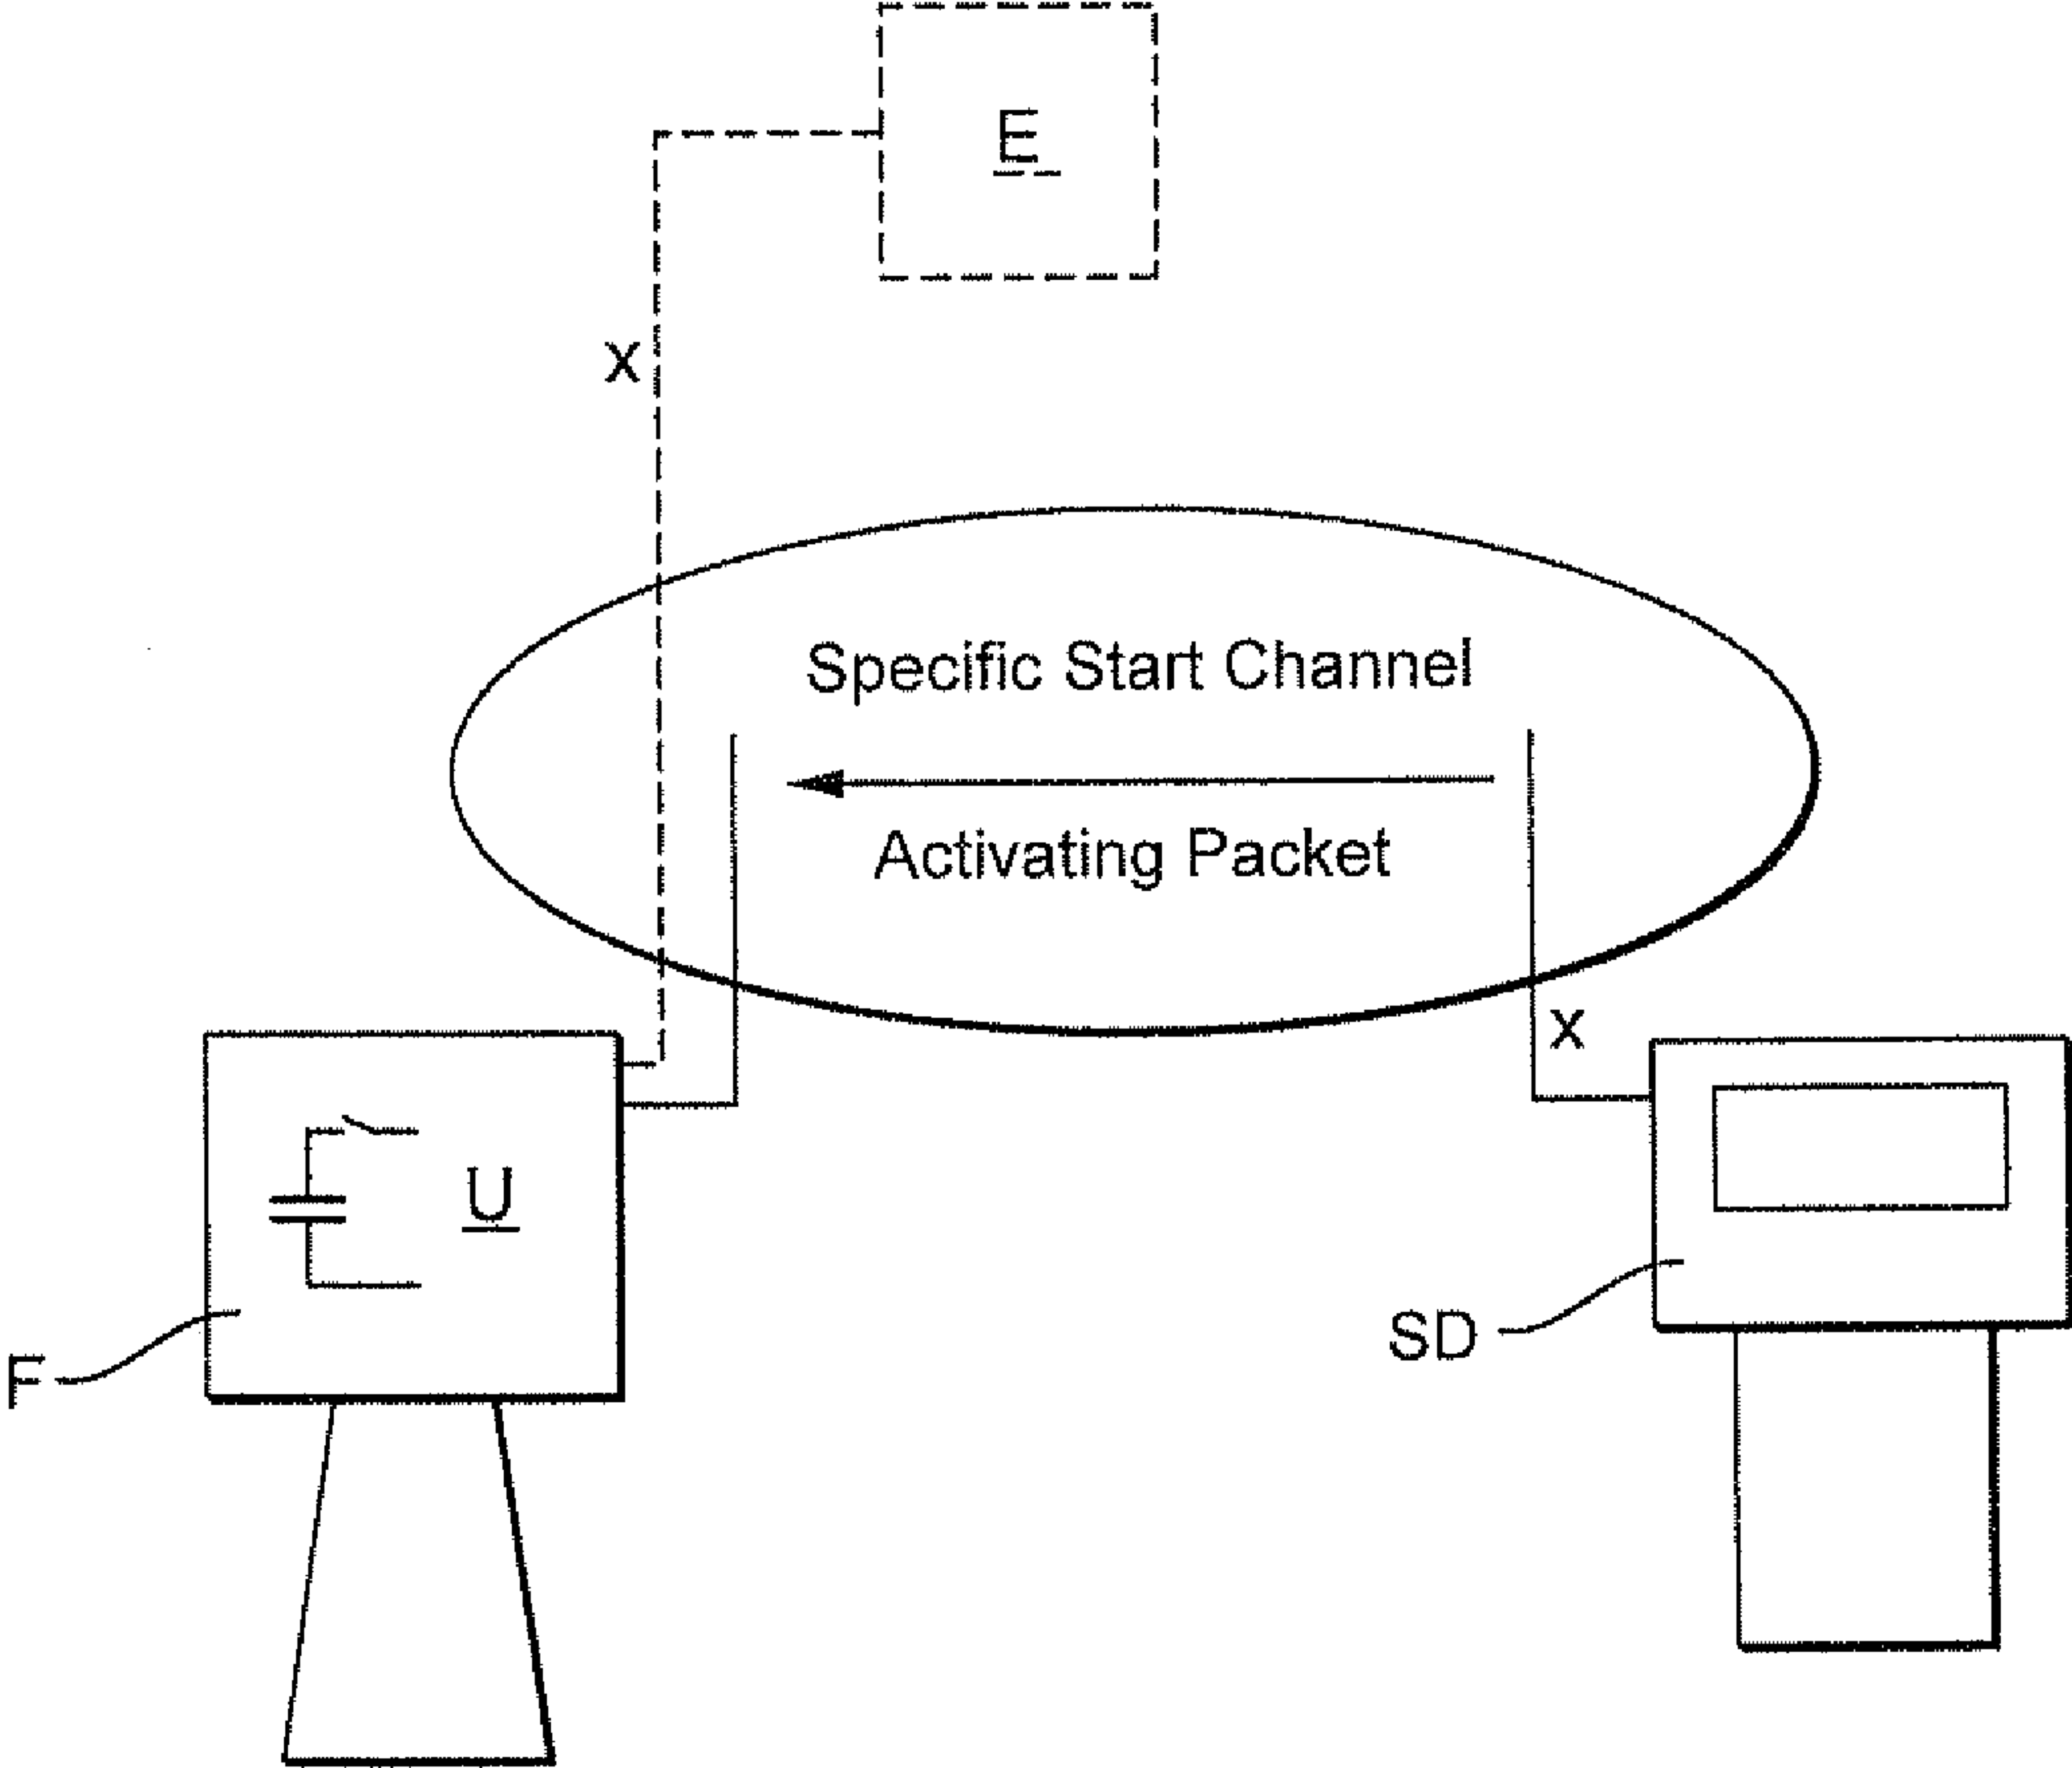 E
X
Specific Start Channel
Activating Packet
X
U
F
SD